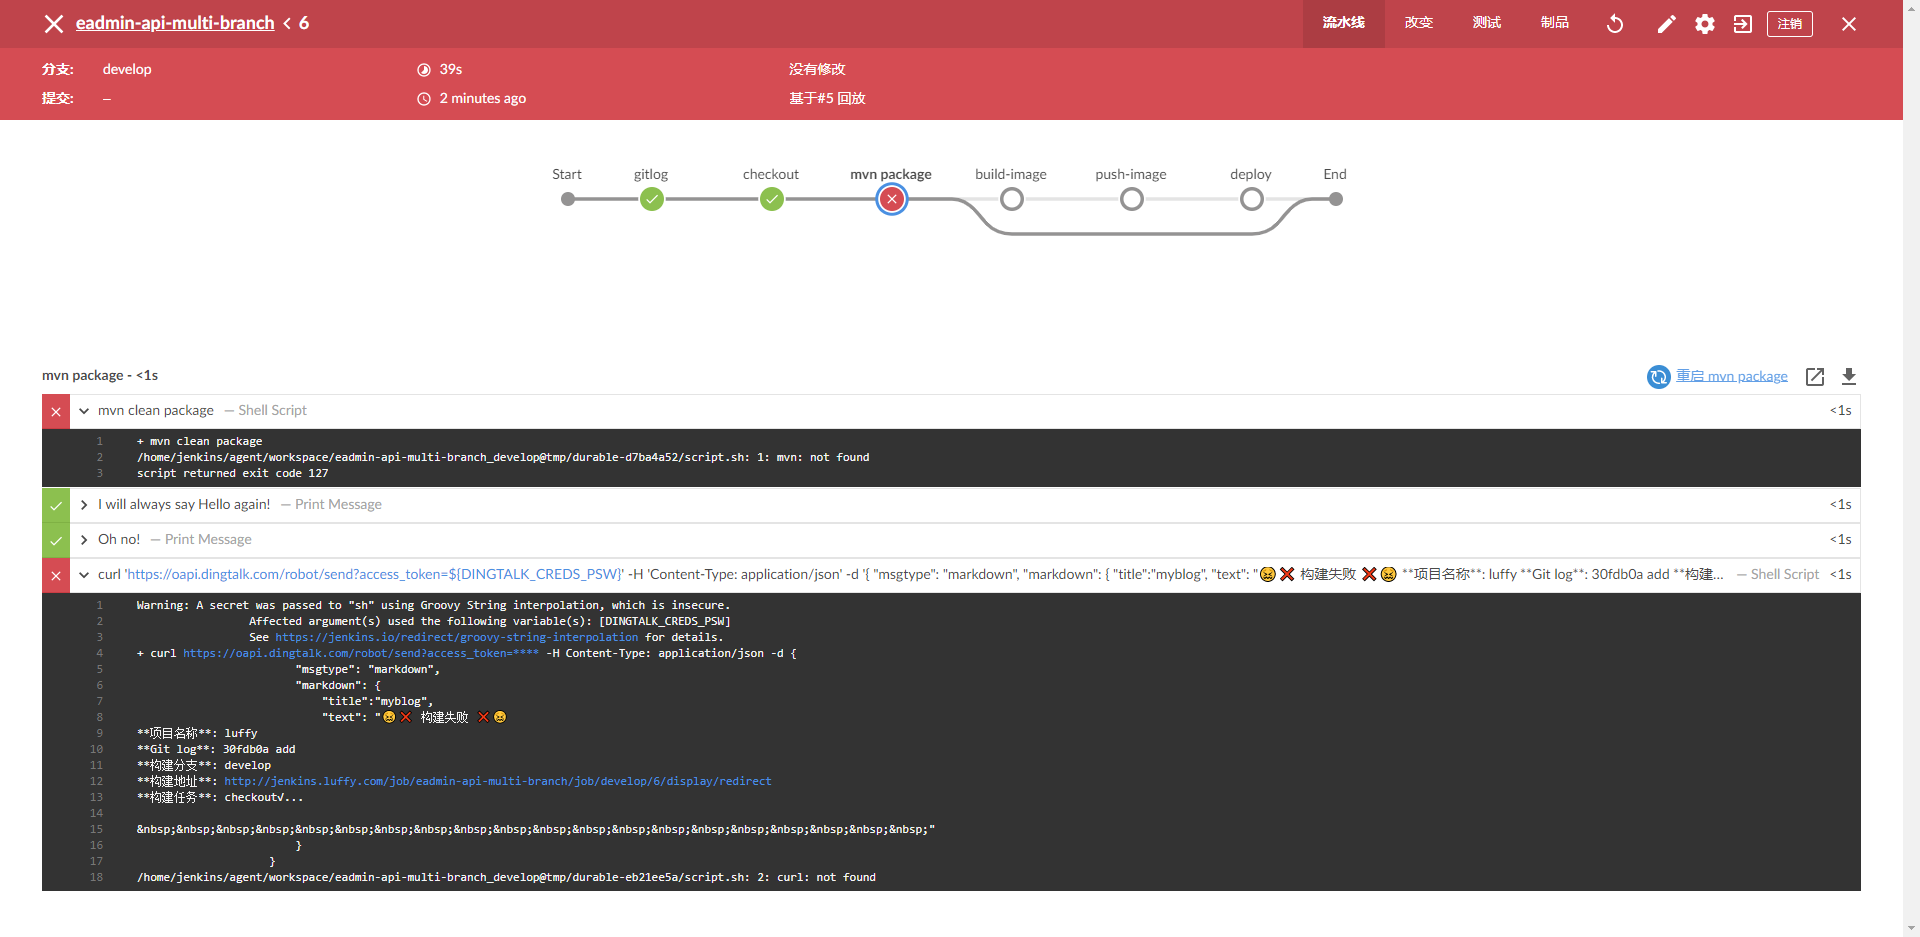 eadmin-api-multi-branch < 6
流水线 改变 测试 制品 注销
分支: develop 39s 没有修改
提交: — 2 minutes ago 基于#5 回放
Start gitlog checkout mvn package build-image push-image deploy End
mvn package - <1s 重启 mvn package
mvn clean package — Shell Script <1s
1 + mvn clean package
2 /home/jenkins/agent/workspace/eadmin-api-multi-branch_develop@tmp/durable-d7ba4a52/script.sh: 1: mvn: not found
3 script returned exit code 127
I will always say Hello again! — Print Message <1s
Oh no! — Print Message <1s
curl 'https://oapi.dingtalk.com/robot/send?access_token=${DINGTALK_CREDS_PSW}' -H 'Content-Type: application/json' -d '{ "msgtype": "markdown", "markdown": { "title":"myblog", "text": "😖❌ 构建失败 ❌😖 **项目名称**: luffy **Git log**: 30fdb0a add **构建... — Shell Script <1s
1 Warning: A secret was passed to "sh" using Groovy String interpolation, which is insecure.
2 Affected argument(s) used the following variable(s): [DINGTALK_CREDS_PSW]
3 See https://jenkins.io/redirect/groovy-string-interpolation for details.
4 + curl https://oapi.dingtalk.com/robot/send?access_token=**** -H Content-Type: application/json -d {
5 "msgtype": "markdown",
6 "markdown": {
7 "title":"myblog",
8 "text": "😖❌ 构建失败 ❌😖
9 **项目名称**: luffy
10 **Git log**: 30fdb0a add
11 **构建分支**: develop
12 **构建地址**: http://jenkins.luffy.com/job/eadmin-api-multi-branch/job/develop/6/display/redirect
13 **构建任务**: checkout√...
14
15 &nbsp;&nbsp;&nbsp;&nbsp;&nbsp;&nbsp;&nbsp;&nbsp;&nbsp;&nbsp;&nbsp;&nbsp;&nbsp;&nbsp;&nbsp;&nbsp;&nbsp;&nbsp;&nbsp;&nbsp;"
16 }
17 }
18 /home/jenkins/agent/workspace/eadmin-api-multi-branch_develop@tmp/durable-eb21ee5a/script.sh: 2: curl: not found